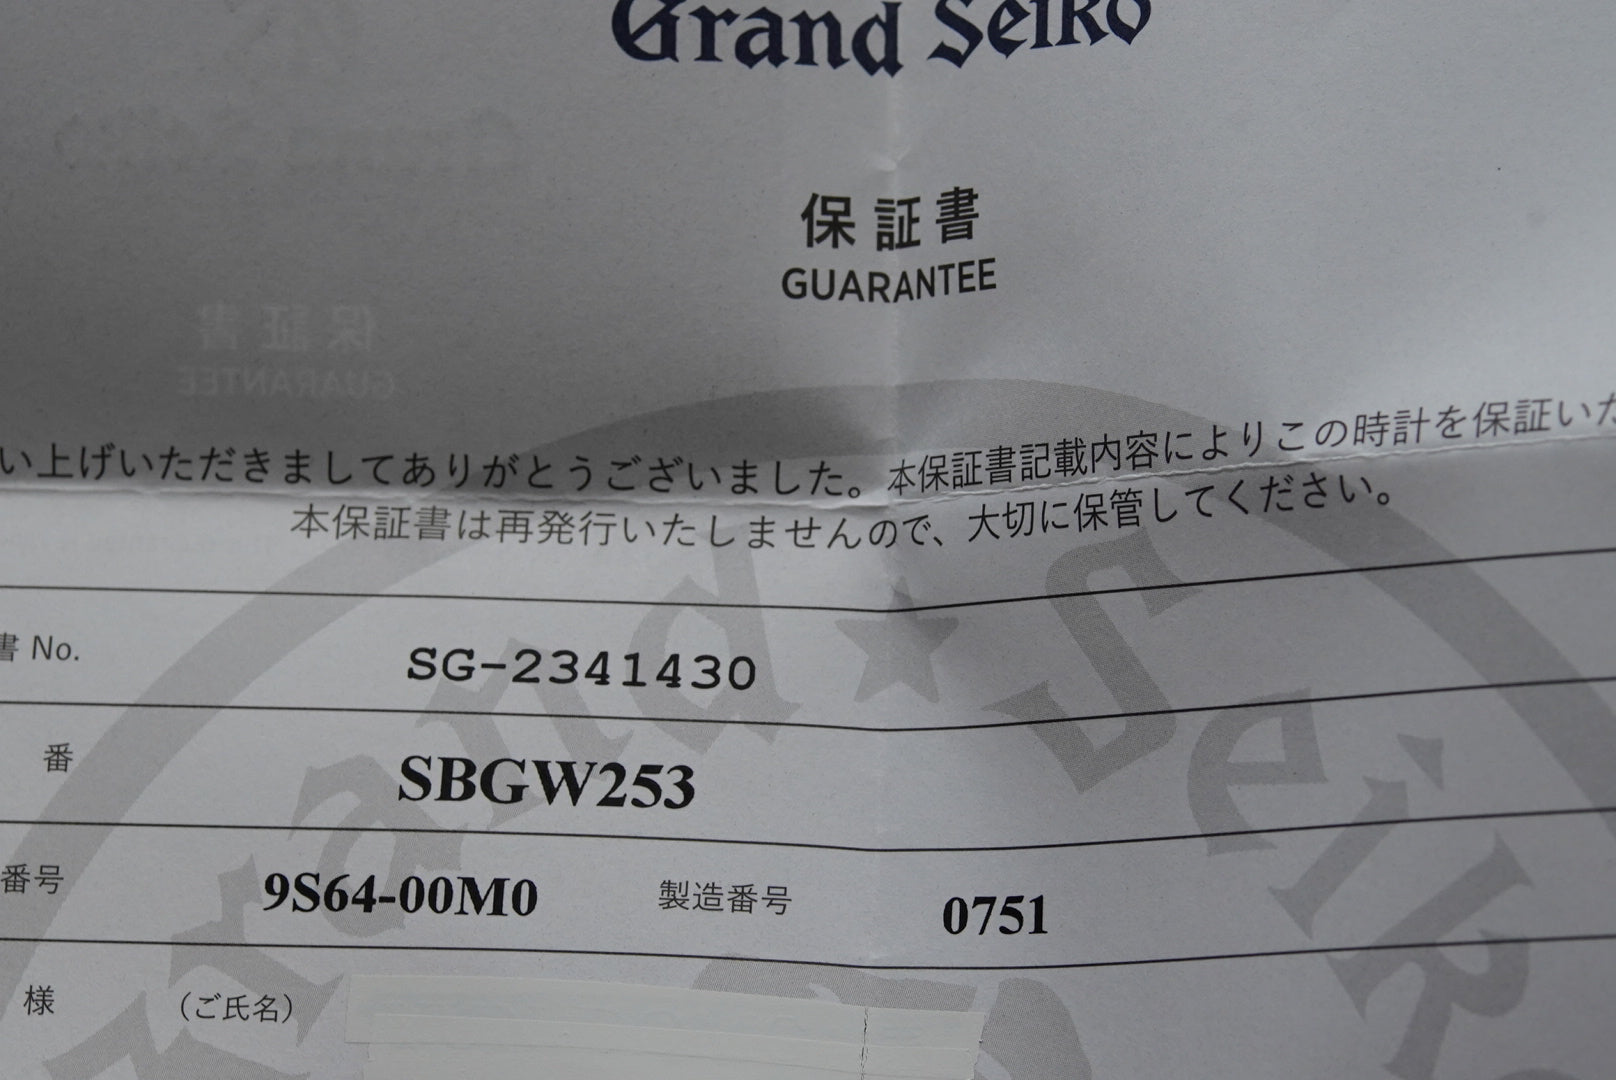 Grand Seiko
保証書
GUARANTEE
い上げいただきましてありがとうございました。本保証書記載内容によりこの時計を保証いた
本保証書は再発行いたしませんので、大切に保管してください。
書 No. SG-2341430
番 SBGW253
番号 9S64-00M0 製造番号 0751
様 (ご氏名)